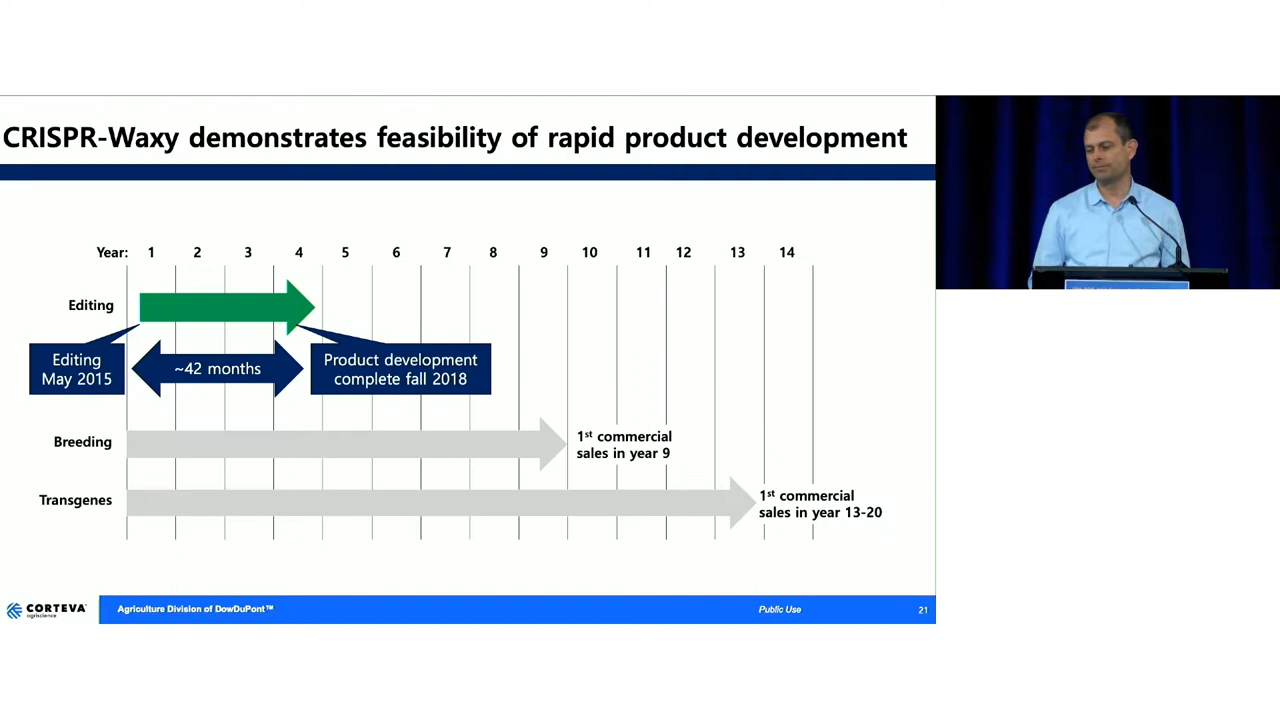 CRISPR-Waxy demonstrates feasibility of rapid product development
Year: 1 2 3 4 5 6 7 8 9 10 11 12 13 14
Editing
Editing
May 2015
~42 months
Product development
complete fall 2018
Breeding
1st commercial
sales in year 9
Transgenes
1st commercial
sales in year 13-20
CORTEVA
agriscience
Agriculture Division of DowDuPont™
Public Use
21